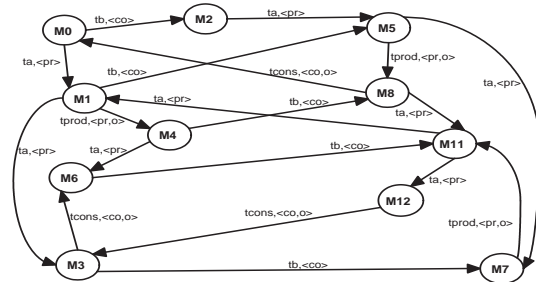 tb,<co>
M2
ta,<pr>
M0
M5
ta,<pr>
tb,<co>
tcons,<co,o>
tprod,<pr,o>
ta,<pr>
M1
ta,<pr>
M8
tprod,<pr,o>
tb,<co>
ta,<pr>
M4
ta,<pr>
M11
ta,<pr>
M6
tb,<co>
ta,<pr>
M12
tcons,<co,o>
tcons,<co,o>
tprod,<pr,o>
M3
tb,<co>
M7